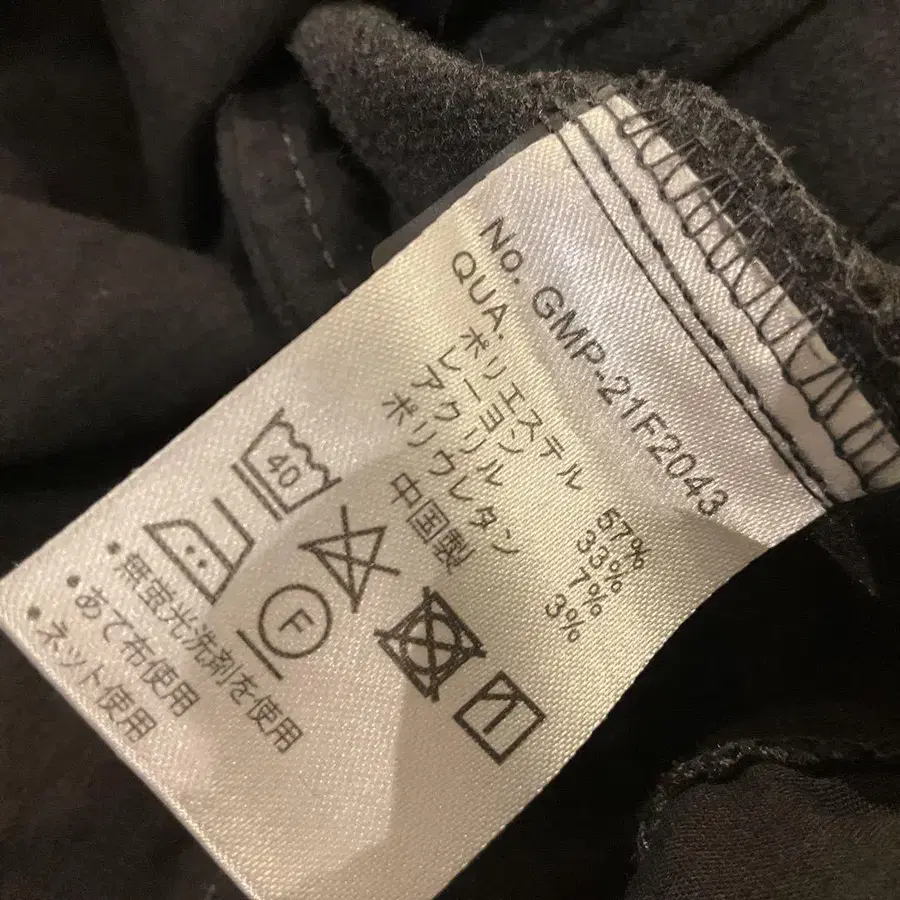 No. GMP-21F2043
QUA.
ポリエステル 57%
レーヨン 33%
アクリル 7%
ポリウレタン 3%
中国製
40
F
・無蛍光洗剤を使用
・あて布使用
・ネット使用